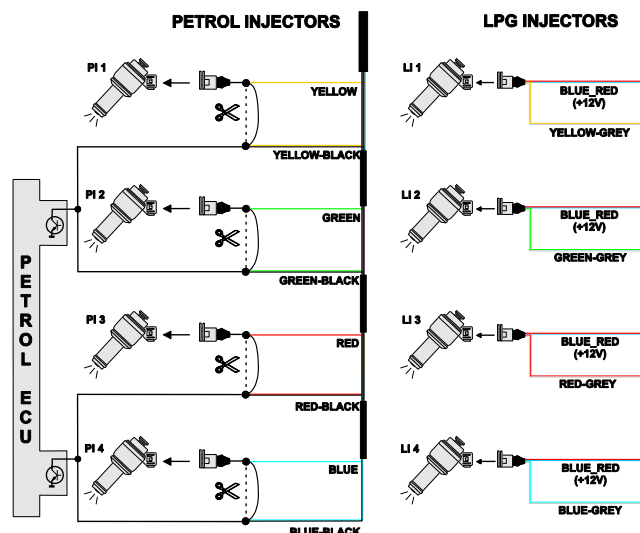 PETROL INJECTORS
LPG INJECTORS
PI 1
YELLOW
YELLOW-BLACK
LI 1
BLUE_RED
(+12V)
YELLOW-GREY
PI 2
GREEN
GREEN-BLACK
LI 2
BLUE_RED
(+12V)
GREEN-GREY
PETROL ECU
PI 3
RED
RED-BLACK
LI 3
BLUE_RED
(+12V)
RED-GREY
PI 4
BLUE
BLUE-BLACK
LI 4
BLUE_RED
(+12V)
BLUE-GREY